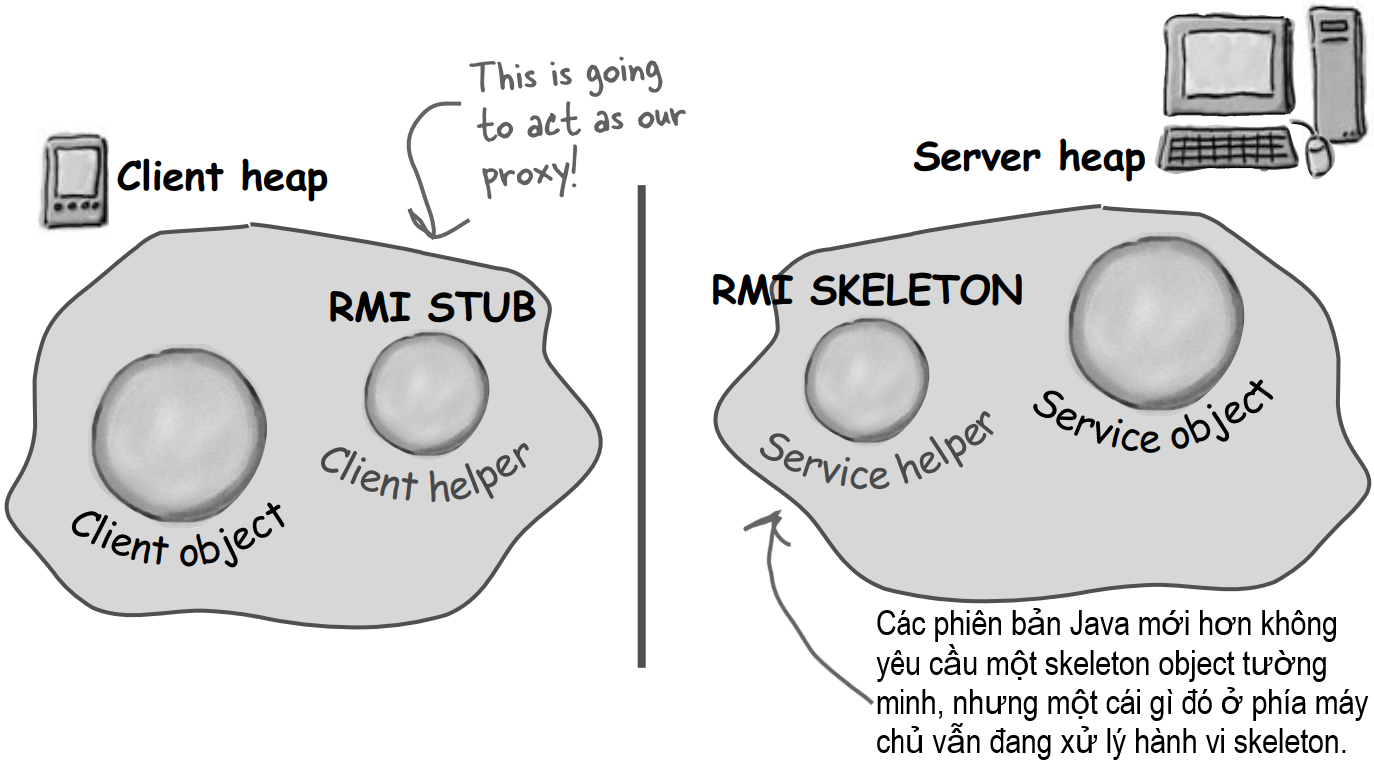 This is going
to act as our
proxy!
Client heap
Server heap
RMI STUB
Client helper
Client object
RMI SKELETON
Service helper
Service object
Các phiên bản Java mới hơn không
yêu cầu một skeleton object tường
minh, nhưng một cái gì đó ở phía máy
chủ vẫn đang xử lý hành vi skeleton.